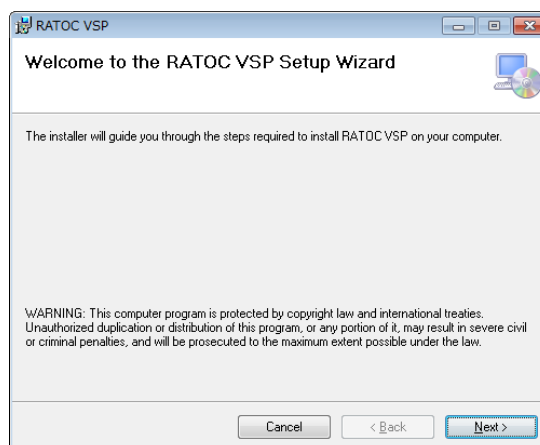 RATOC VSP
Welcome to the RATOC VSP Setup Wizard
The installer will guide you through the steps required to install RATOC VSP on your computer.
WARNING: This computer program is protected by copyright law and international treaties.
Unauthorized duplication or distribution of this program, or any portion of it, may result in severe civil
or criminal penalties, and will be prosecuted to the maximum extent possible under the law.
Cancel
< Back
Next >